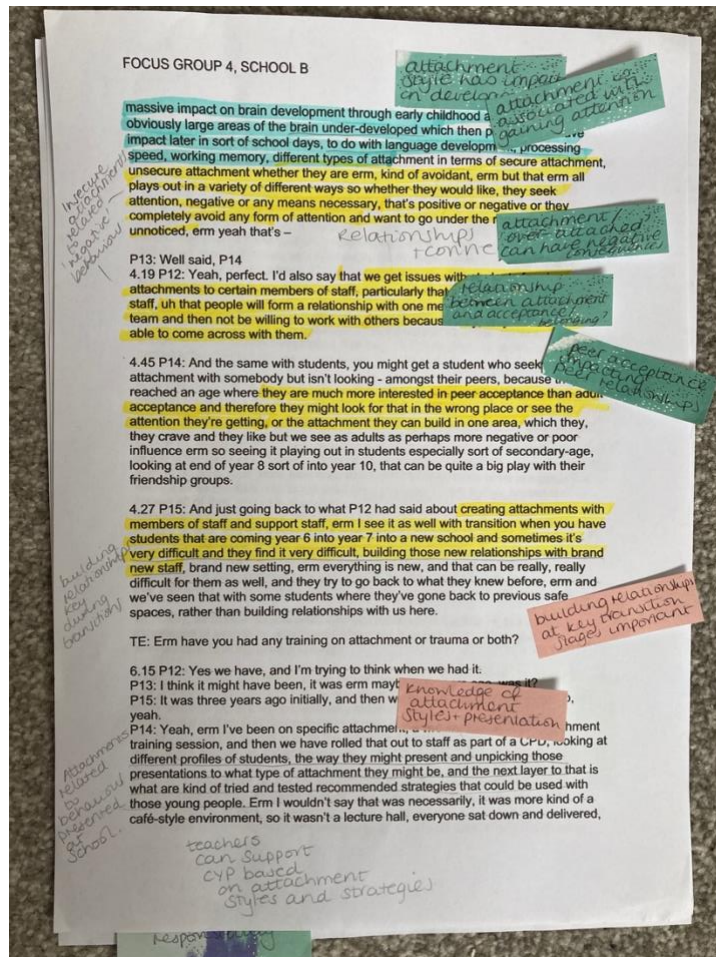 FOCUS GROUP 4, SCHOOL B
attachment
style has impact
on develop
attachment is
associated with
gaining attention
massive impact on brain development through early childhood a
obviously large areas of the brain under-developed which then p
impact later in sort of school days, to do with language developm processing
speed, working memory, different types of attachment in terms of secure attachment,
unsecure attachment whether they are erm, kind of avoidant, erm but that erm all
plays out in a variety of different ways so whether they would like, they seek
attention, negative or any means necessary, that's positive or negative or they
completely avoid any form of attention and want to go under the
unnoticed, erm yeah that's –
Insecure
attachment
related
negative
behaviour
Relationships
+ conne
attachment/
over attached
can have negative
consequences
P13: Well said, P14
4.19 P12: Yeah, perfect. I'd also say that we get issues with
attachments to certain members of staff, particularly that
staff, uh that people will form a relationship with one me
team and then not be willing to work with others becaus
able to come across with them.
relationship
between attachment
and acceptance/
belonging?
peer acceptance
impacting
peer relationships
4.45 P14: And the same with students, you might get a student who seek
attachment with somebody but isn't looking - amongst their peers, because
reached an age where they are much more interested in peer acceptance than adult
acceptance and therefore they might look for that in the wrong place or see the
attention they're getting, or the attachment they can build in one area, which they,
they crave and they like but we see as adults as perhaps more negative or poor
influence erm so seeing it playing out in students especially sort of secondary-age,
looking at end of year 8 sort of into year 10, that can be quite a big play with their
friendship groups.
4.27 P15: And just going back to what P12 had said about creating attachments with
members of staff and support staff, erm I see it as well with transition when you have
students that are coming year 6 into year 7 into a new school and sometimes it's
very difficult and they find it very difficult, building those new relationships with brand
new staff, brand new setting, erm everything is new, and that can be really, really
difficult for them as well, and they try to go back to what they knew before, erm and
we've seen that with some students where they've gone back to previous safe
spaces, rather than building relationships with us here.
building
relationships
key
during
transitions
building relationships
at key transition
stages important
TE: Erm have you had any training on attachment or trauma or both?
6.15 P12: Yes we have, and I'm trying to think when we had it.
P13: I think it might have been, it was erm mayb was it?
P15: It was three years ago initially, and then w
yeah.
knowledge of
attachment
styles + presentation
P14: Yeah, erm I've been on specific attachmen hment
training session, and then we have rolled that out to staff as part of a CPD, looking at
different profiles of students, the way they might present and unpicking those
presentations to what type of attachment they might be, and the next layer to that is
what are kind of tried and tested recommended strategies that could be used with
those young people. Erm I wouldn't say that was necessarily, it was more kind of a
café-style environment, so it wasn't a lecture hall, everyone sat down and delivered,
Attachments
related
to
behaviour
presented
at
school.
teachers
can support
CYP based
on attachment
styles and strategies